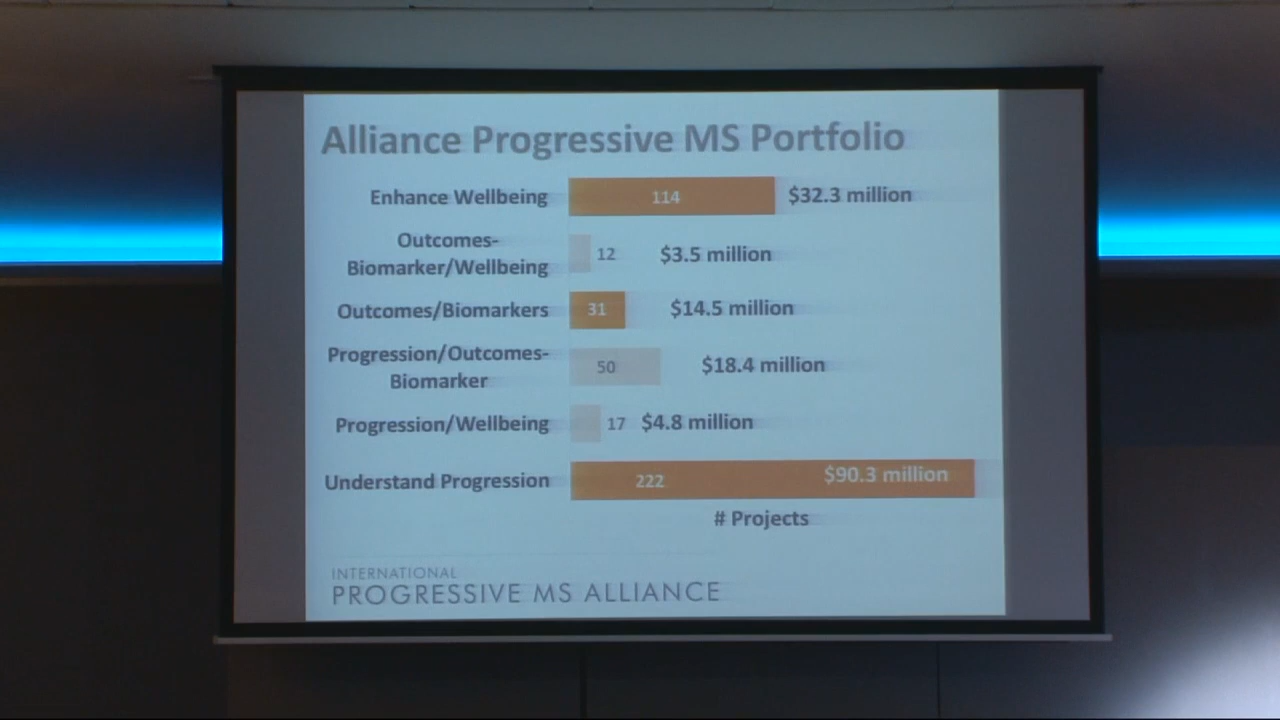 Alliance Progressive MS Portfolio
Enhance Wellbeing 114 $32.3 million
Outcomes-
Biomarker/Wellbeing 12 $3.5 million
Outcomes/Biomarkers 31 $14.5 million
Progression/Outcomes-
Biomarker 50 $18.4 million
Progression/Wellbeing 17 $4.8 million
Understand Progression 222 $90.3 million
# Projects
INTERNATIONAL
PROGRESSIVE MS ALLIANCE